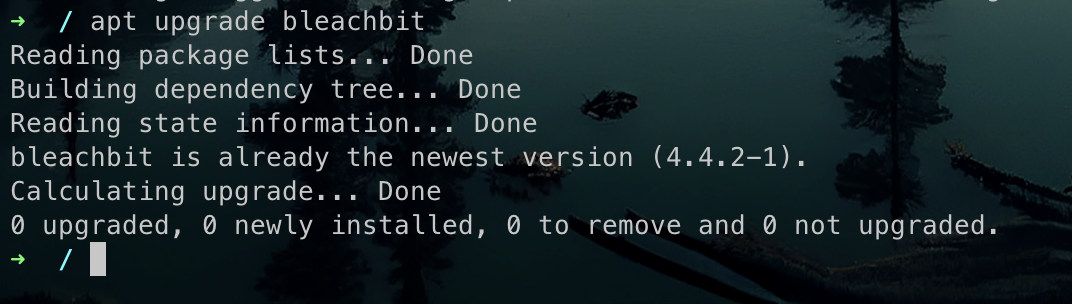 ➜  / apt upgrade bleachbit
Reading package lists... Done
Building dependency tree... Done
Reading state information... Done
bleachbit is already the newest version (4.4.2-1).
Calculating upgrade... Done
0 upgraded, 0 newly installed, 0 to remove and 0 not upgraded.
➜  /